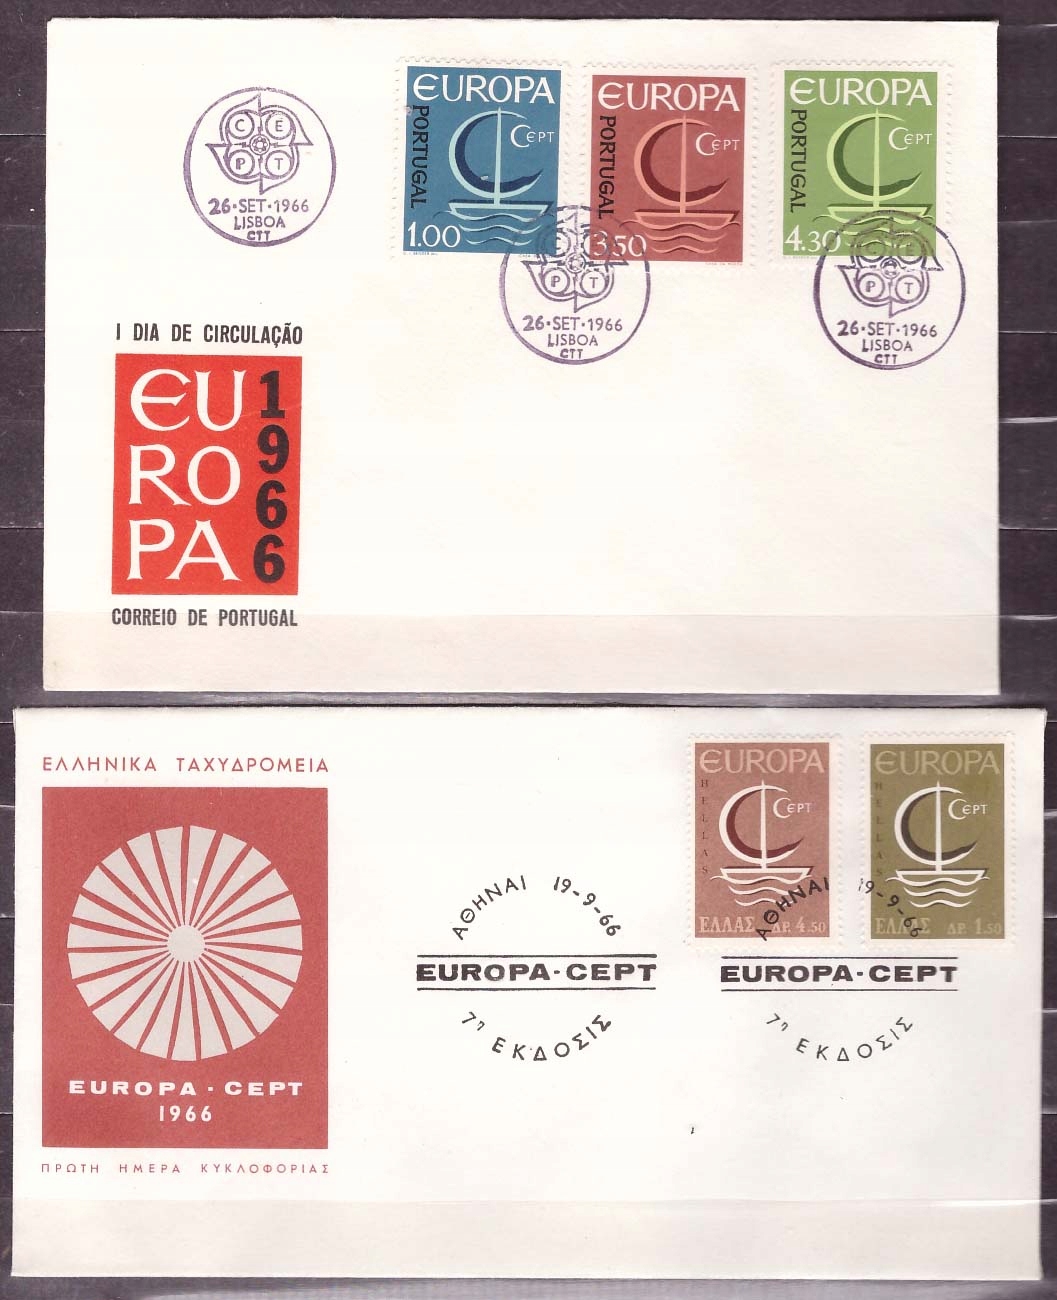 C E
P T
26·SET·1966
LISBOA
CTT
EUROPA
PORTUGAL
CEPT
1.00
EUROPA
PORTUGAL
CEPT
3.50
EUROPA
PORTUGAL
CEPT
4.30
C E
P T
26·SET·1966
LISBOA
CTT
C E
P T
26·SET·1966
LISBOA
CTT
I DIA DE CIRCULAÇÃO
EU
RO
PA
1966
CORREIO DE PORTUGAL
ΕΛΛΗΝΙΚΑ ΤΑΧΥΔΡΟΜΕΙΑ
EUROPA · CEPT
1966
ΠΡΩΤΗ ΗΜΕΡΑ ΚΥΚΛΟΦΟΡΙΑΣ
ΑΘΗΝΑΙ 19-9-66
EUROPA·CEPT
7η ΕΚΔΟΣΙΣ
EUROPA
HELLAS
CEPT
ΕΛΛΑΣ ΔΡ. 4.50
EUROPA
HELLAS
CEPT
ΕΛΛΑΣ ΔΡ. 1.50
ΑΘΗΝΑΙ 19-9-66
EUROPA·CEPT
7η ΕΚΔΟΣΙΣ